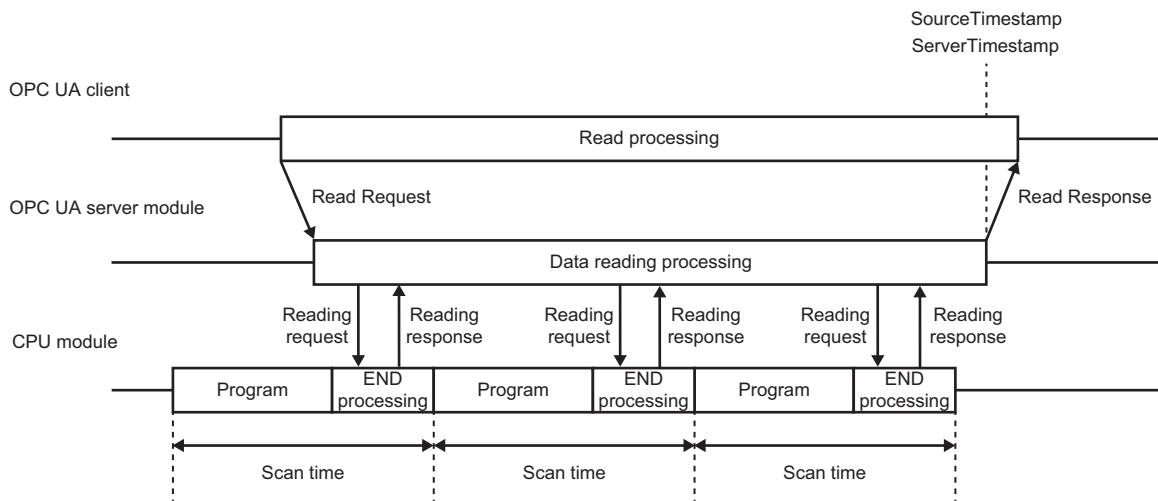 SourceTimestamp
ServerTimestamp
OPC UA client
Read processing
Read Request
Read Response
OPC UA server module
Data reading processing
Reading
request
Reading
response
Reading
request
Reading
response
Reading
request
Reading
response
CPU module
Program
END
processing
Program
END
processing
Program
END
processing
Scan time
Scan time
Scan time